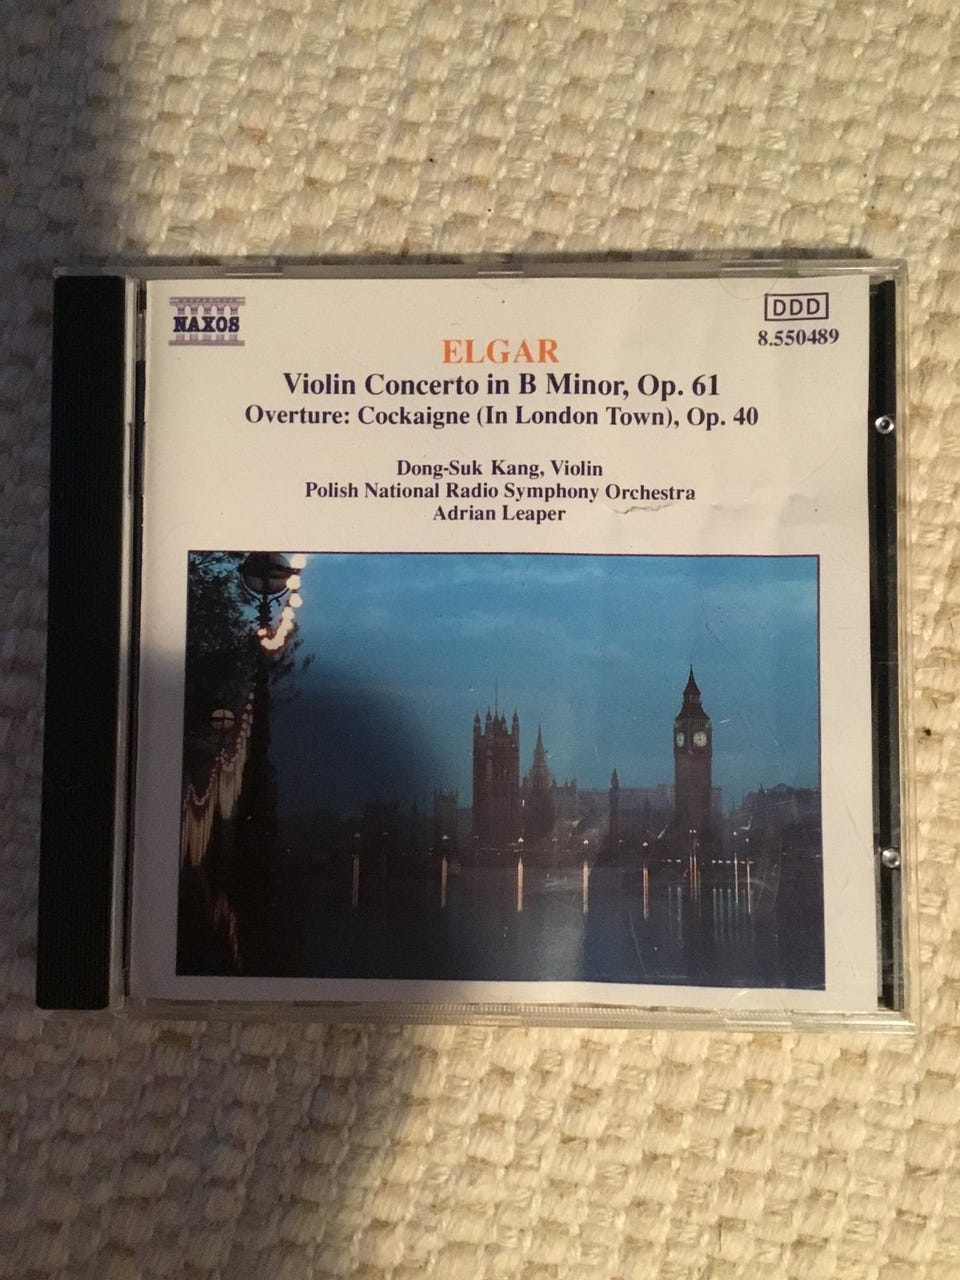 NAXOS
DDD
8.550489
ELGAR
Violin Concerto in B Minor, Op. 61
Overture: Cockaigne (In London Town), Op. 40
Dong-Suk Kang, Violin
Polish National Radio Symphony Orchestra
Adrian Leaper